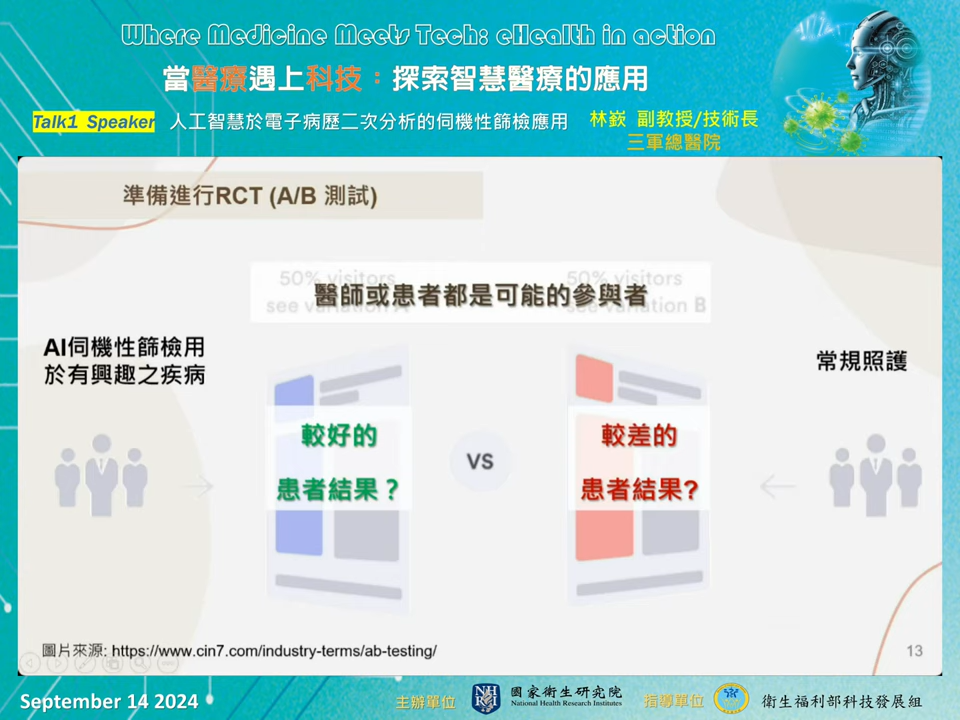 Where Medicine Meets Tech: eHealth in action
當醫療遇上科技：探索智慧醫療的應用
Talk1 Speaker 人工智慧於電子病歷二次分析的伺機性篩檢應用 林嶔 副教授/技術長
三軍總醫院
準備進行RCT (A/B 測試)
50% visitors
see variation A
50% visitors
see variation B
醫師或患者都是可能的參與者
AI伺機性篩檢用
於有興趣之疾病
常規照護
較好的
患者結果？
VS
較差的
患者結果?
圖片來源: https://www.cin7.com/industry-terms/ab-testing/
13
September 14 2024
主辦單位
NHRI
國家衛生研究院
National Health Research Institutes
指導單位
衛生福利部科技發展組